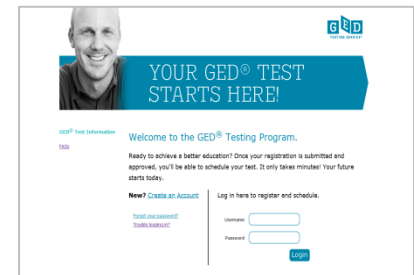 GED
TESTING SERVICE
YOUR GED® TEST
STARTS HERE!
GED® Test Information
FAQs
Welcome to the GED® Testing Program.
Ready to achieve a better education? Once your registration is submitted and
approved, you'll be able to schedule your test. It only takes minutes! Your future
starts today.
New? Create an Account
Log in here to register and schedule.
Forgot your password?
Trouble logging in?
Username
Password
Login